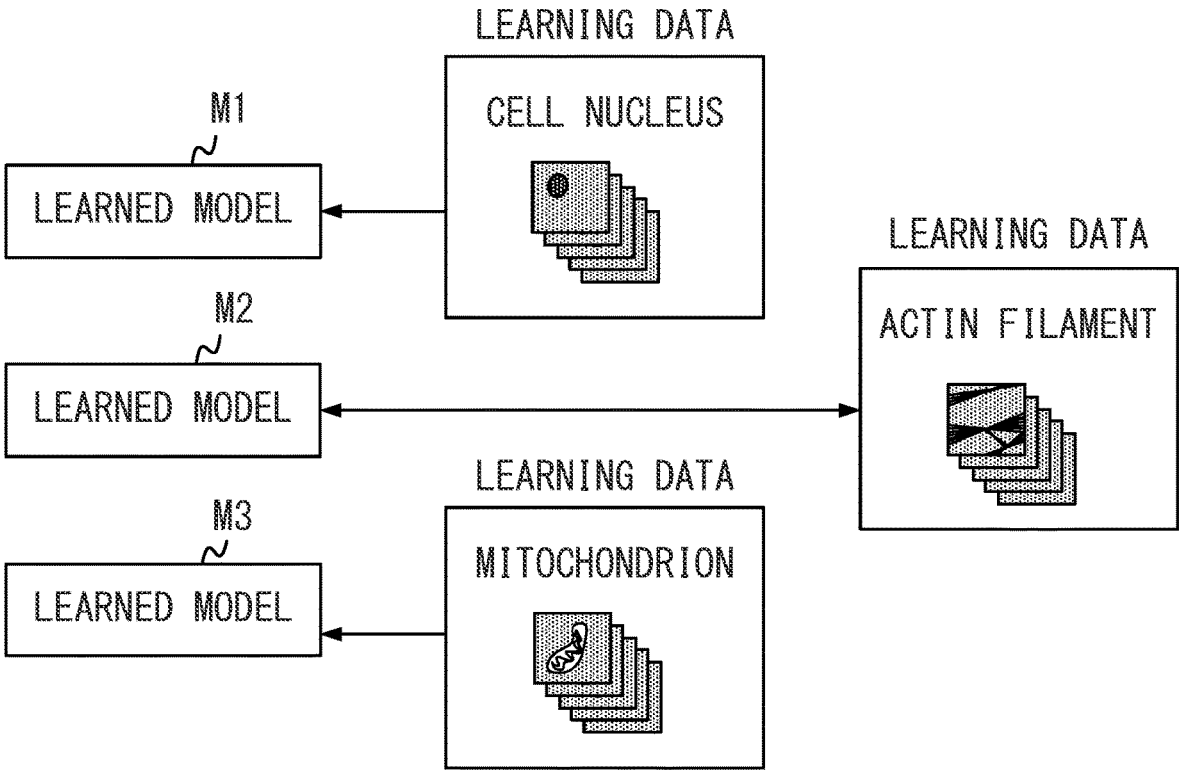 LEARNING DATA
CELL NUCLEUS
M1
LEARNED MODEL
LEARNING DATA
ACTIN FILAMENT
M2
LEARNED MODEL
LEARNING DATA
MITOCHONDRION
M3
LEARNED MODEL